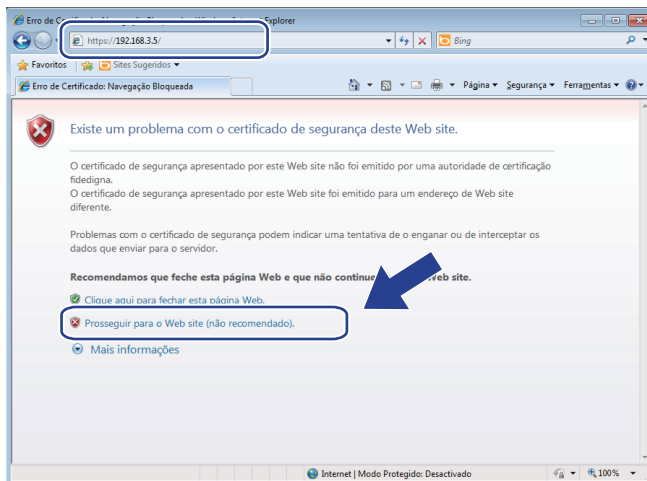 Erro de Certificado: Navegação Bloqueada - Windows Internet Explorer
https://192.168.3.5/
Bing
Favoritos
Sites Sugeridos
Erro de Certificado: Navegação Bloqueada
Página
Segurança
Ferramentas
Existe um problema com o certificado de segurança deste Web site.
O certificado de segurança apresentado por este Web site não foi emitido por uma autoridade de certificação
fidedigna.
O certificado de segurança apresentado por este Web site foi emitido para um endereço de Web site
diferente.
Problemas com o certificado de segurança podem indicar uma tentativa de o enganar ou de interceptar os
dados que enviar para o servidor.
Recomendamos que feche esta página Web e que não continue Web site.
Clique aqui para fechar esta página Web.
Prosseguir para o Web site (não recomendado).
Mais informações
Internet | Modo Protegido: Desactivado
100%